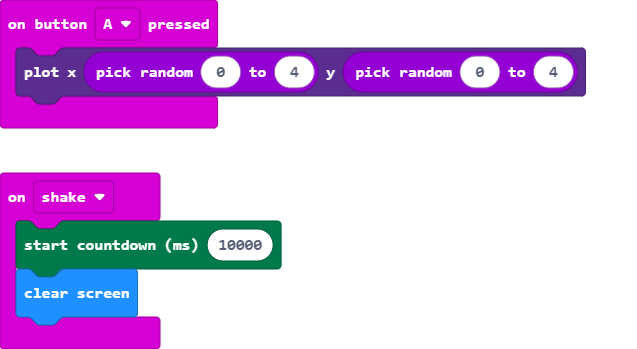 on button A pressed
plot x pick random 0 to 4 y pick random 0 to 4
on shake
start countdown (ms) 10000
clear screen